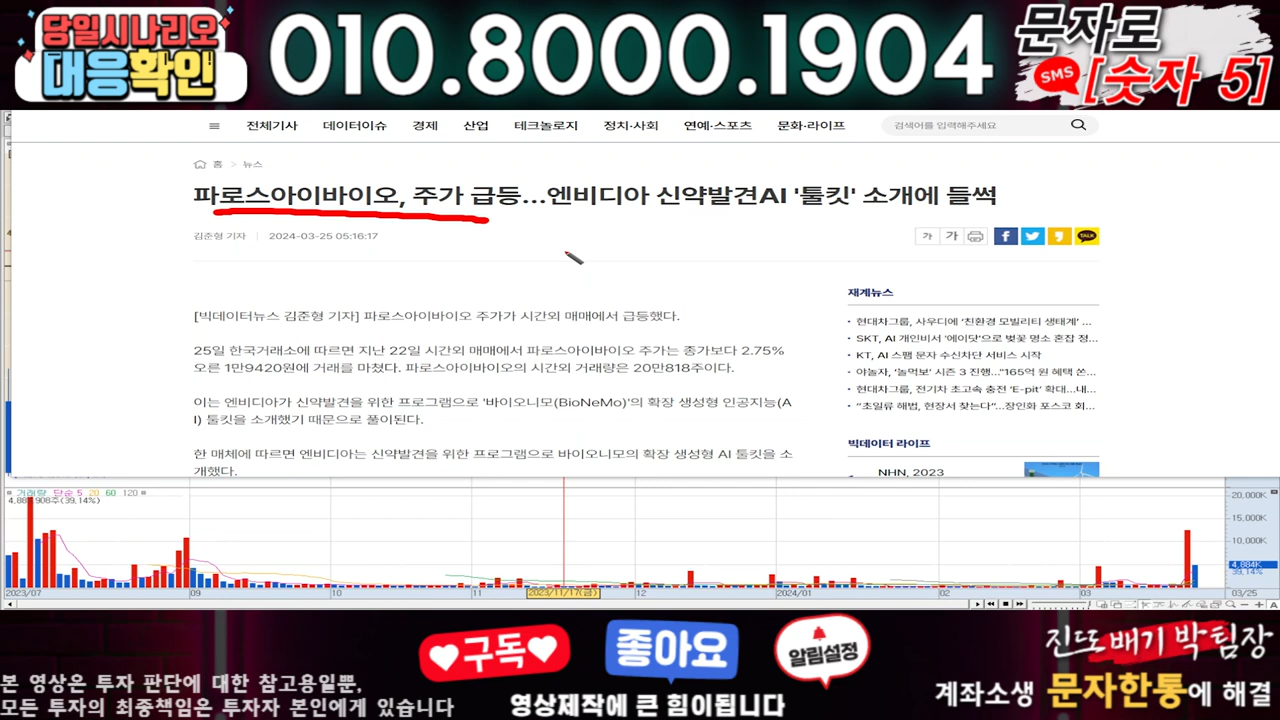 당일시나리오
대응확인
010.8000.1904
문자로
SMS [숫자 5]
전체기사 데이터이슈 경제 산업 테크놀로지 정치·사회 연예·스포츠 문화·라이프 검색어를 입력해주세요
홈 > 뉴스
파로스아이바이오, 주가 급등...엔비디아 신약발견AI '툴킷' 소개에 들썩
김준형 기자 2024-03-25 05:16:17
가 가 TALK
[빅데이터뉴스 김준형 기자] 파로스아이바이오 주가가 시간외 매매에서 급등했다.
25일 한국거래소에 따르면 지난 22일 시간외 매매에서 파로스아이바이오 주가는 종가보다 2.75%
오른 1만9420원에 거래를 마쳤다. 파로스아이바이오의 시간외 거래량은 20만818주이다.
이는 엔비디아가 신약발견을 위한 프로그램으로 '바이오니모(BioNeMo)'의 확장 생성형 인공지능(A
I) 툴킷을 소개했기 때문으로 풀이된다.
한 매체에 따르면 엔비디아는 신약발견을 위한 프로그램으로 바이오니모의 확장 생성형 AI 툴킷을 소
개했다.
재계뉴스
현대차그룹, 사우디에 '친환경 모빌리티 생태계' ...
SKT, AI 개인비서 '에이닷'으로 벚꽃 명소 혼잡 정...
KT, AI 스팸 문자 수신차단 서비스 시작
야놀자, '놀먹보' 시즌 3 진행..."165억 원 혜택 쏜...
현대차그룹, 전기차 초고속 충전 'E-pit' 확대...내...
"초일류 해법, 현장서 찾는다"...장인화 포스코 회...
빅데이터 라이프
NHN, 2023
거래량 단순 5 20 60 120
4,884,908주(39.14%)
20,000K
15,000K
10,000K
4,884K
39.14%
2023/07 09 10 11 2023/11/17(금) 12 2024/01 02 03 03/25
구독
좋아요
알림설정
진또배기 박팀장
본 영상은 투자 판단에 대한 참고용일뿐,
모든 투자의 최종책임은 투자자 본인에게 있습니다
영상제작에 큰 힘이됩니다
계좌소생 문자한통에 해결